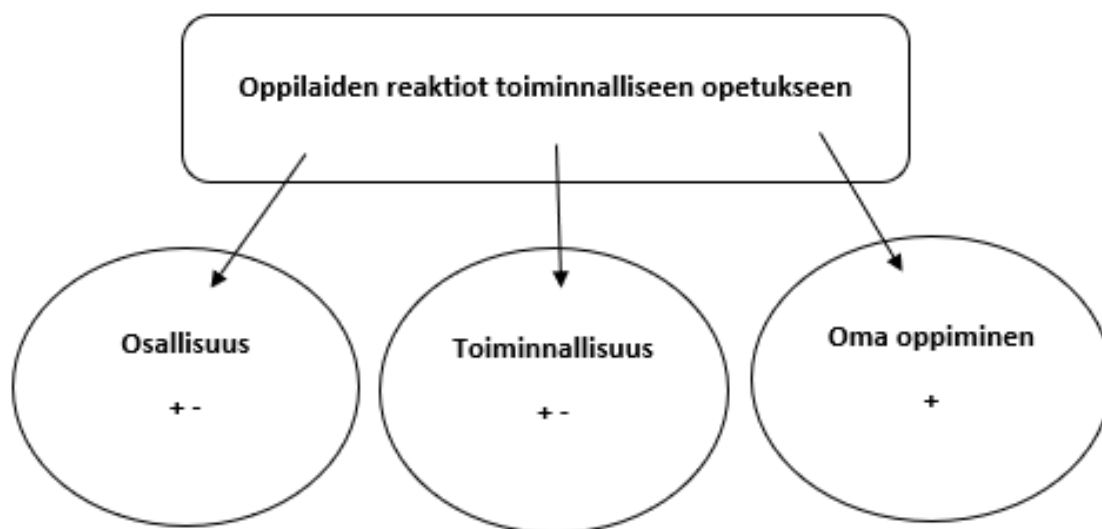 Oppilaiden reaktiot toiminnalliseen opetukseen
Osallisuus
+ -
Toiminnallisuus
+ -
Oma oppiminen
+